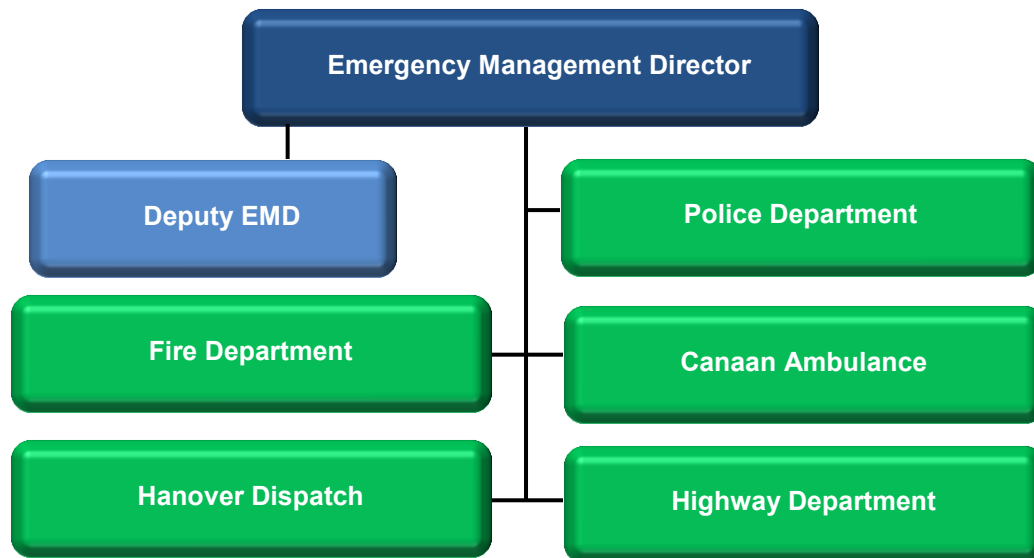 Emergency Management Director
Deputy EMD
Police Department
Fire Department
Canaan Ambulance
Hanover Dispatch
Highway Department